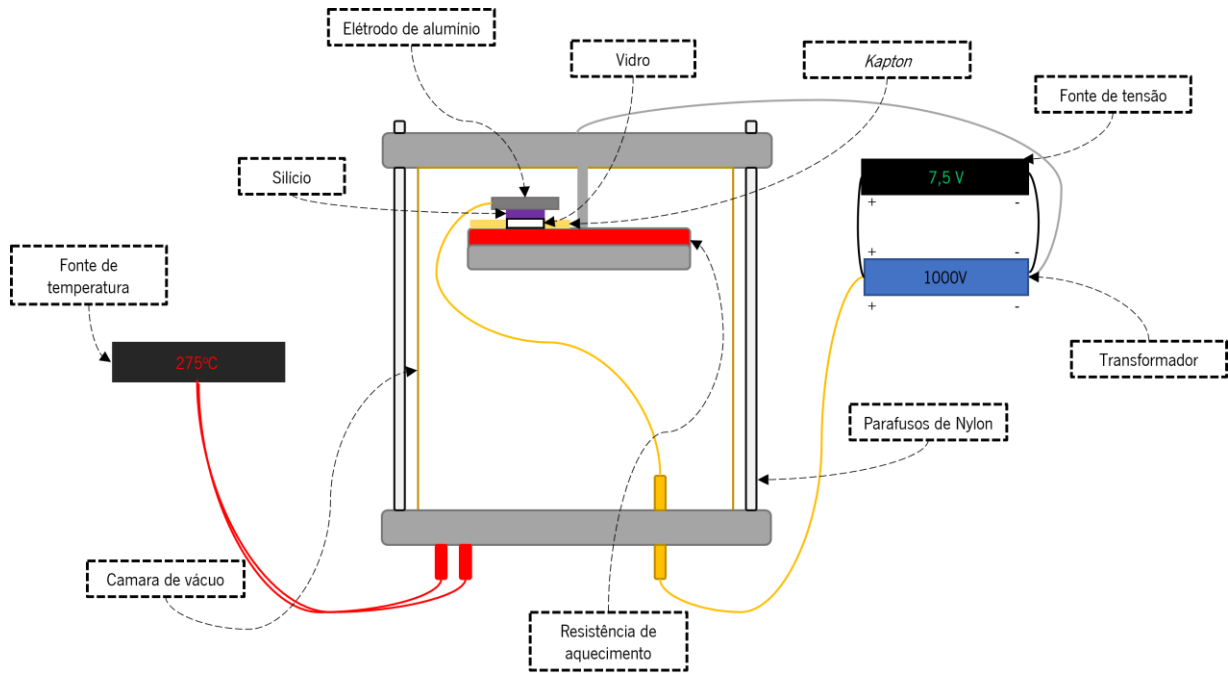 Elétrodo de alumínio
Vidro
Kapton
Fonte de tensão
Silício
7,5 V
+ -
+ -
Fonte de
temperatura
1000V
+ -
275ºC
Transformador
Parafusos de Nylon
Camara de vácuo
Resistência de
aquecimento